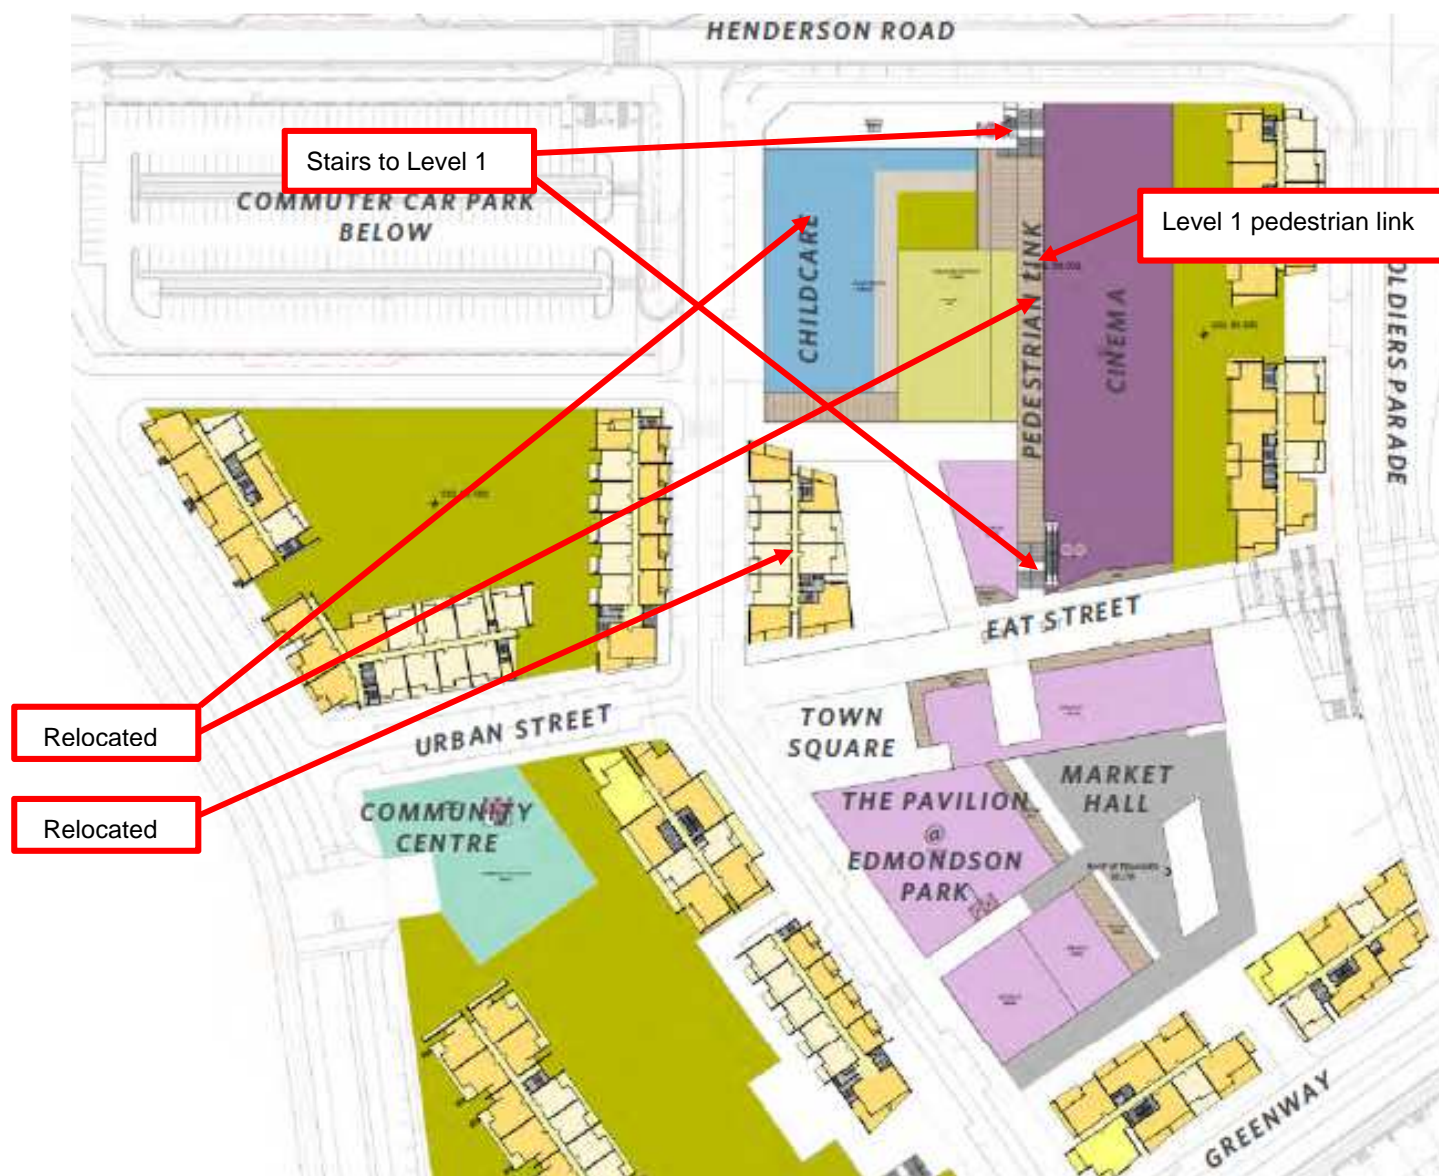 HENDERSON ROAD
Stairs to Level 1
COMMUTER CAR PARK
BELOW
Level 1 pedestrian link
CHILDCARE
PEDESTRIAN LINK
CINEMA
OLDIERS PARADE
EAT STREET
Relocated
URBAN STREET
TOWN
SQUARE
Relocated
COMMUNITY
CENTRE
THE PAVILION
@
EDMONDSON
PARK
MARKET
HALL
GREENWAY